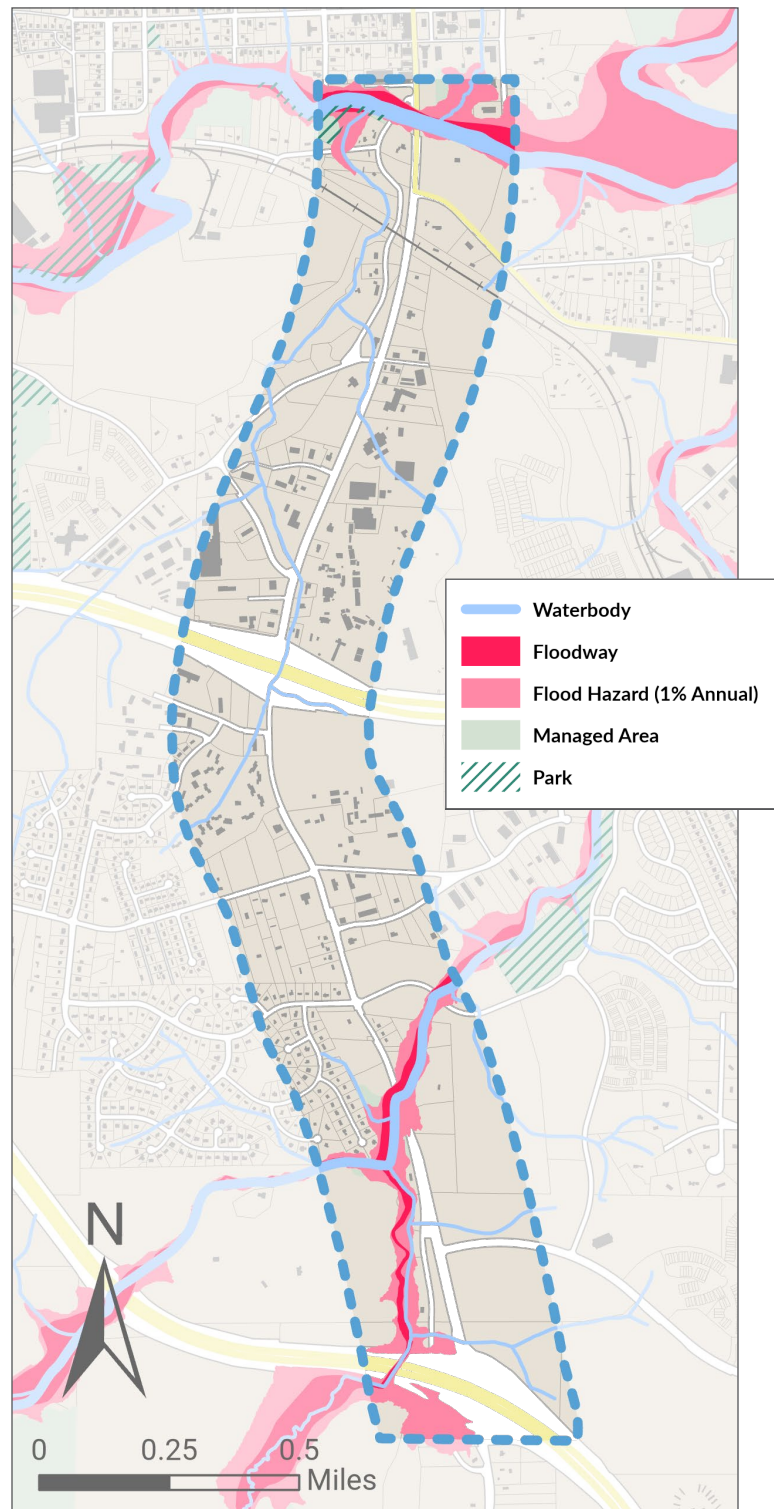 Waterbody
Floodway
Flood Hazard (1% Annual)
Managed Area
Park
N
0 0.25 0.5
Miles